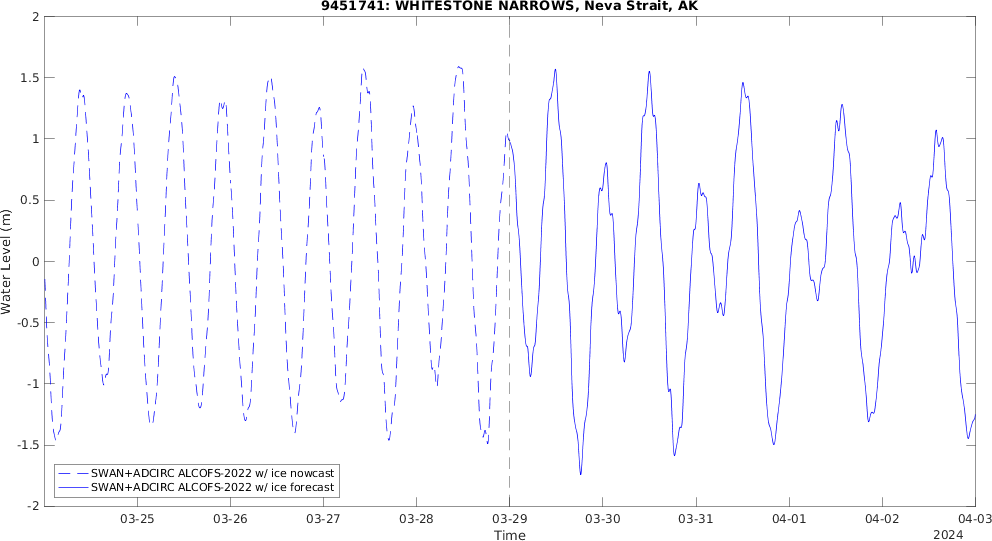 9451741: WHITESTONE NARROWS, Neva Strait, AK
Water Level (m)
2
1.5
1
0.5
0
-0.5
-1
-1.5
-2
SWAN+ADCIRC ALCOFS-2022 w/ ice nowcast
SWAN+ADCIRC ALCOFS-2022 w/ ice forecast
03-25 03-26 03-27 03-28 03-29 03-30 03-31 04-01 04-02 04-03
Time
2024